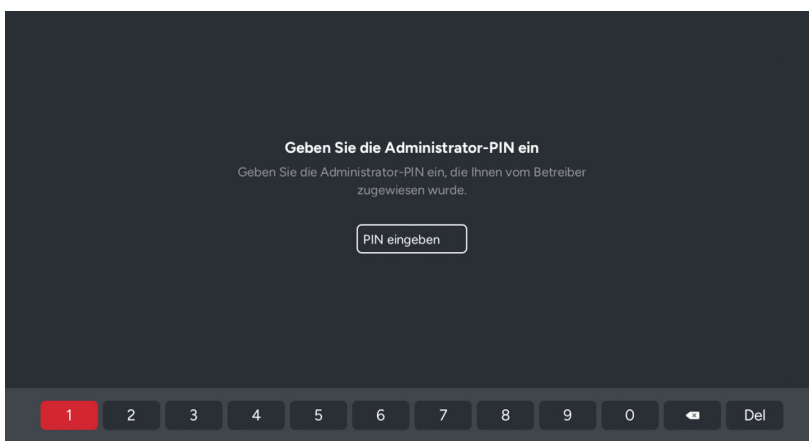 Geben Sie die Administrator-PIN ein
Geben Sie die Administrator-PIN ein, die Ihnen vom Betreiber
zugewiesen wurde.
PIN eingeben
1 2 3 4 5 6 7 8 9 0 Del